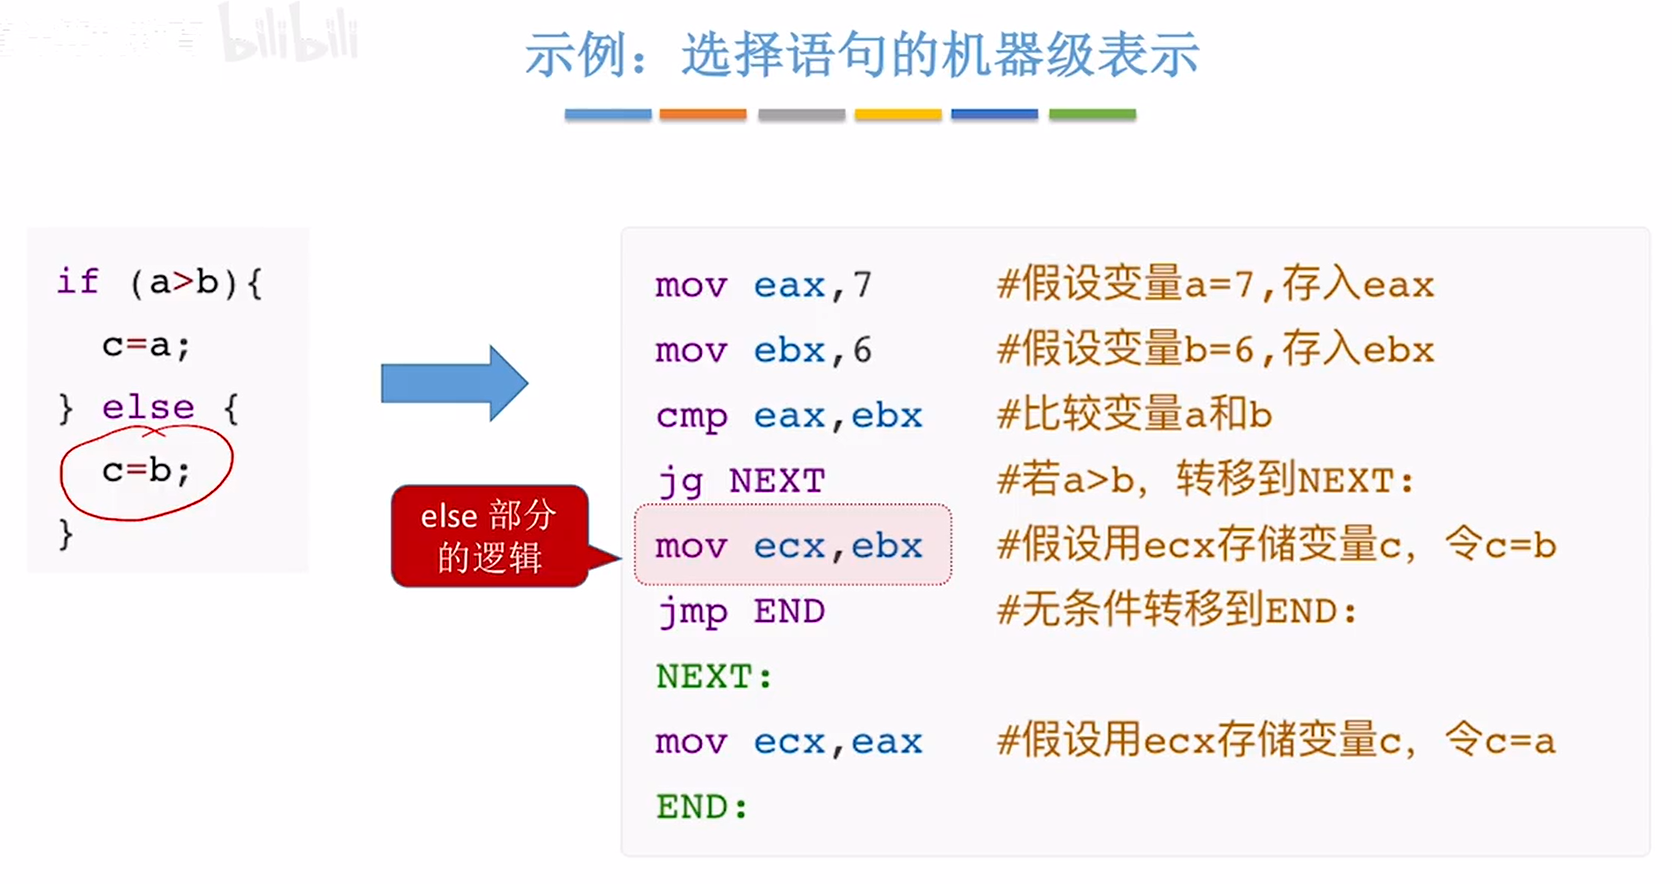 bilibili
示例：选择语句的机器级表示
if (a>b){
c=a;
} else {
c=b;
}
else 部分
的逻辑
mov eax,7 #假设变量a=7,存入eax
mov ebx,6 #假设变量b=6,存入ebx
cmp eax,ebx #比较变量a和b
jg NEXT #若a>b，转移到NEXT:
mov ecx,ebx #假设用ecx存储变量c，令c=b
jmp END #无条件转移到END:
NEXT:
mov ecx,eax #假设用ecx存储变量c，令c=a
END: